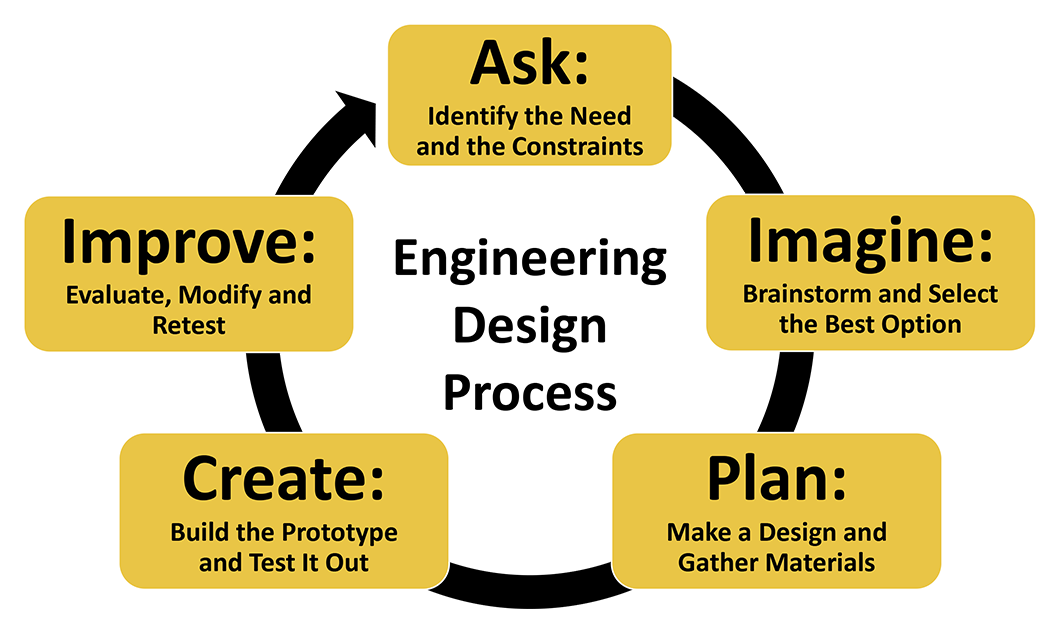 Ask:
Identify the Need
and the Constraints
Imagine:
Brainstorm and Select
the Best Option
Plan:
Make a Design and
Gather Materials
Create:
Build the Prototype
and Test It Out
Improve:
Evaluate, Modify and
Retest
Engineering
Design
Process